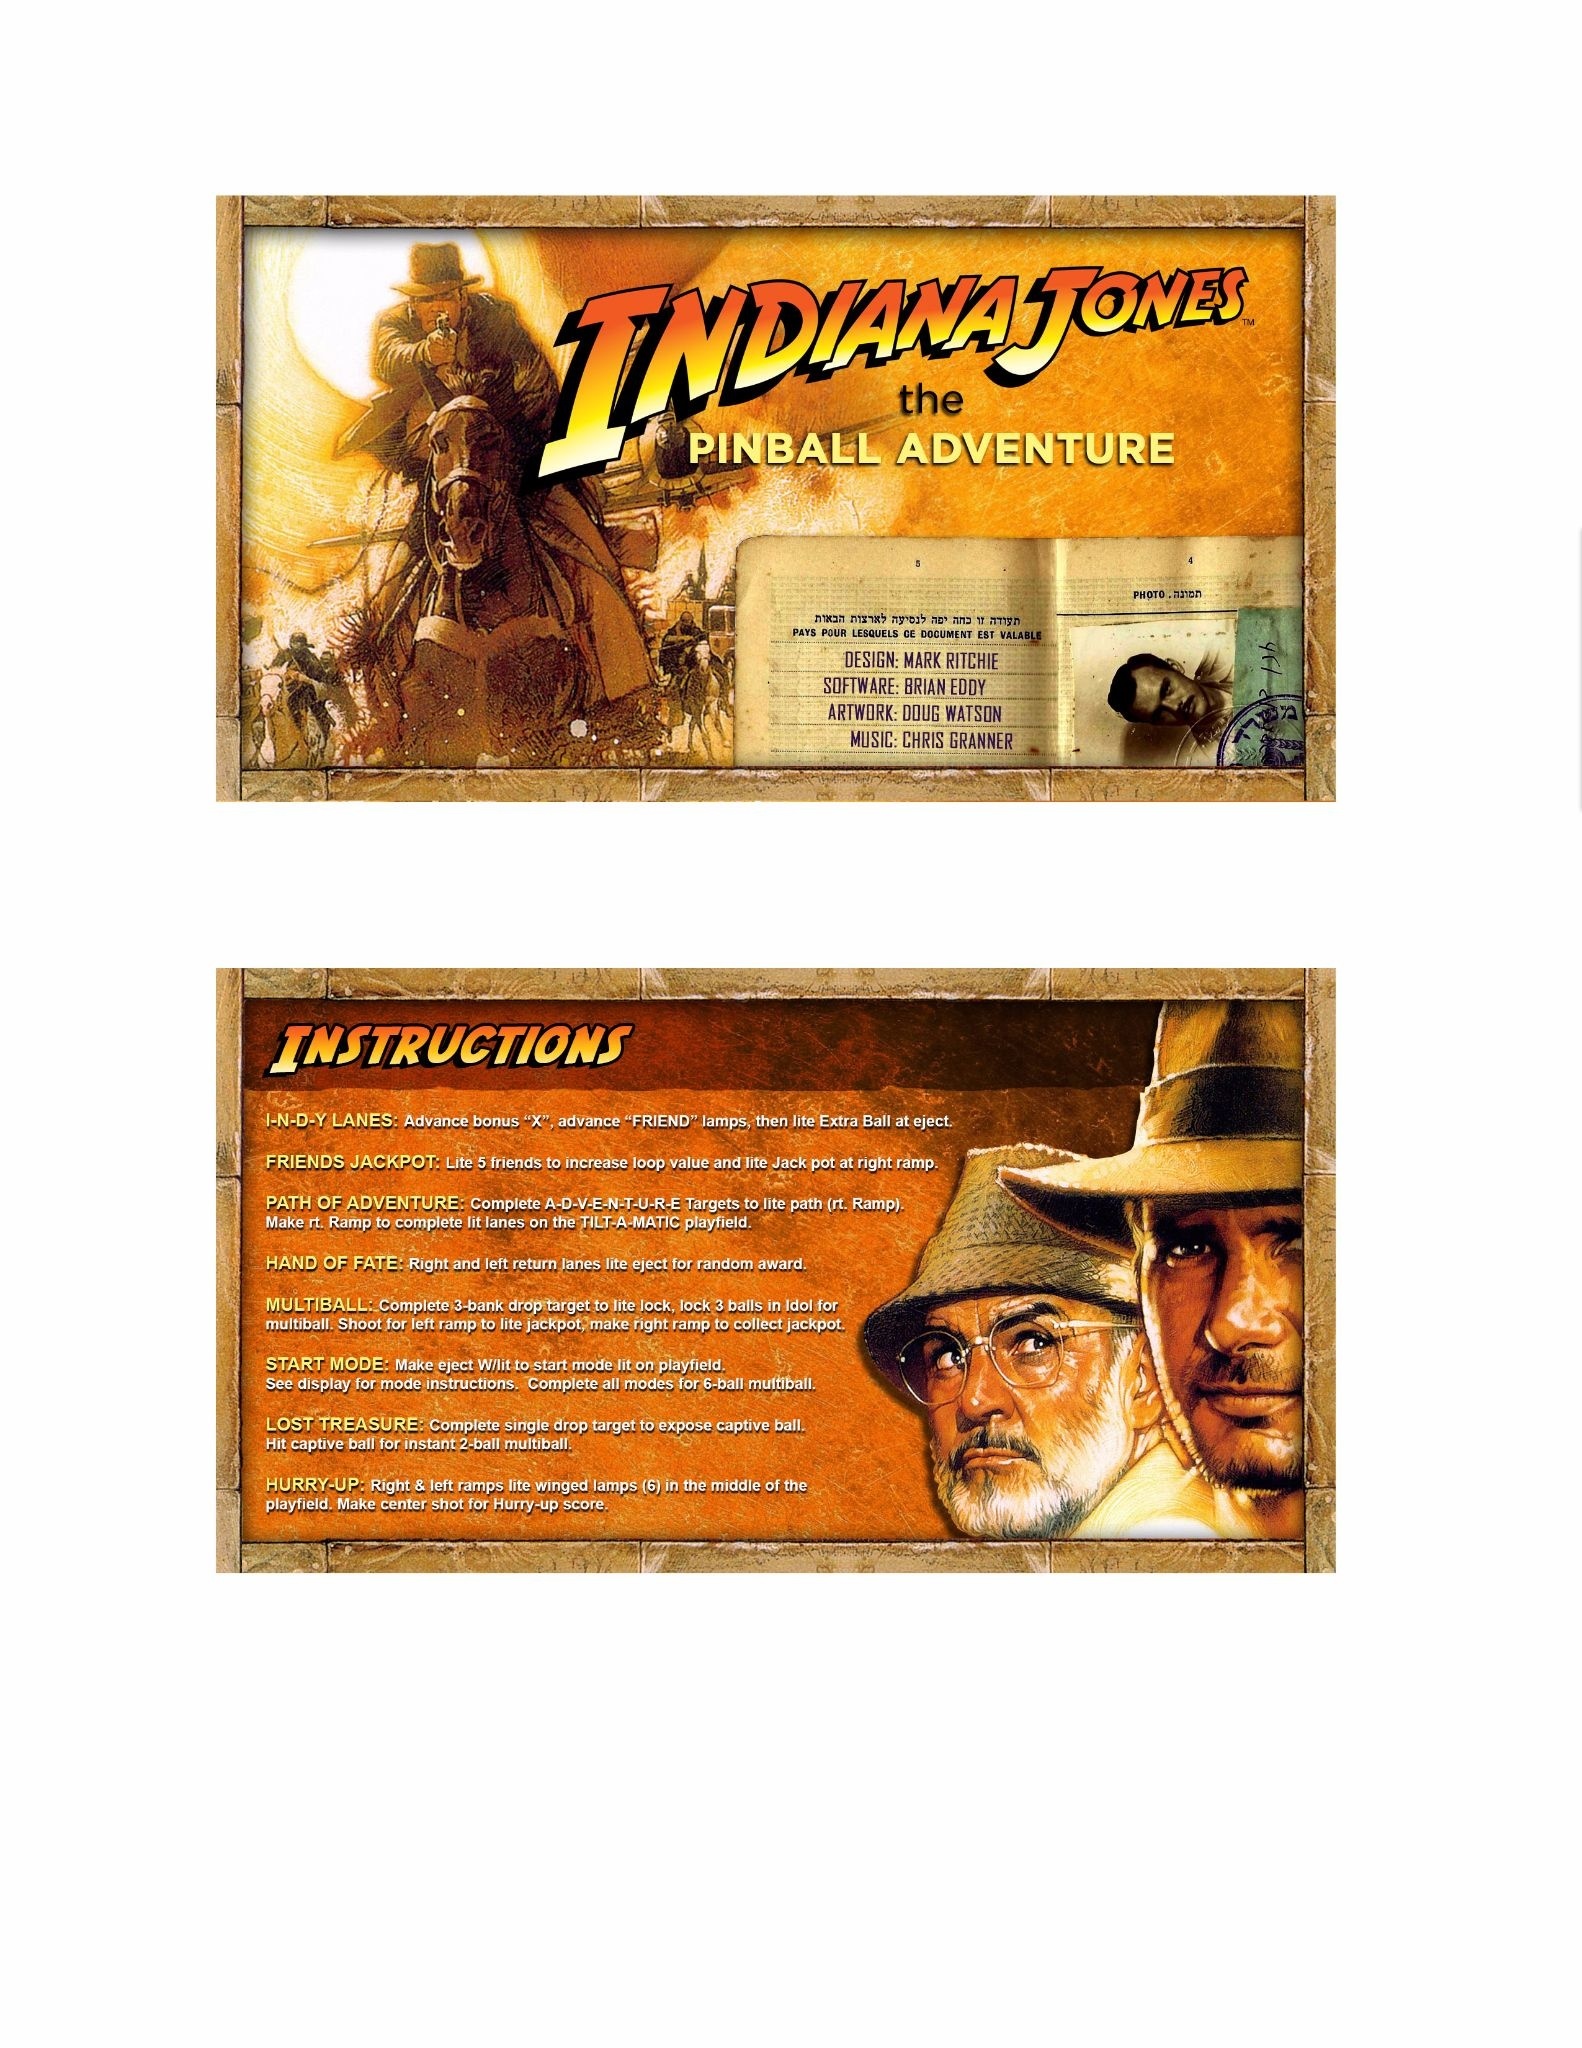 INDIANA JONES™
the
PINBALL ADVENTURE
5
4
PHOTO . תמונה
תעודה זו כחה יפה לנסיעה לארצות הבאות
PAYS POUR LESQUELS CE DOCUMENT EST VALABLE
DESIGN: MARK RITCHIE
SOFTWARE: BRIAN EDDY
ARTWORK: DOUG WATSON
MUSIC: CHRIS GRANNER
INSTRUCTIONS
I-N-D-Y LANES: Advance bonus “X”, advance “FRIEND” lamps, then lite Extra Ball at eject.
FRIENDS JACKPOT: Lite 5 friends to increase loop value and lite Jack pot at right ramp.
PATH OF ADVENTURE: Complete A-D-V-E-N-T-U-R-E Targets to lite path (rt. Ramp).
Make rt. Ramp to complete lit lanes on the TILT-A-MATIC playfield.
HAND OF FATE: Right and left return lanes lite eject for random award.
MULTIBALL: Complete 3-bank drop target to lite lock, lock 3 balls in Idol for
multiball. Shoot for left ramp to lite jackpot, make right ramp to collect jackpot.
START MODE: Make eject W/lit to start mode lit on playfield.
See display for mode instructions. Complete all modes for 6-ball multiball.
LOST TREASURE: Complete single drop target to expose captive ball.
Hit captive ball for instant 2-ball multiball.
HURRY-UP: Right & left ramps lite winged lamps (6) in the middle of the
playfield. Make center shot for Hurry-up score.